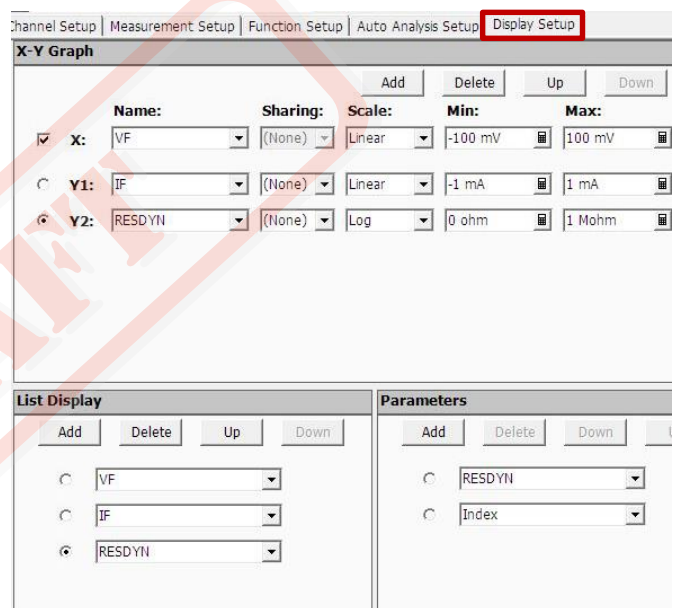 Channel Setup Measurement Setup Function Setup Auto Analysis Setup Display Setup
X-Y Graph
Add Delete Up Down
Name: Sharing: Scale: Min: Max:
X: VF (None) Linear -100 mV 100 mV
Y1: IF (None) Linear -1 mA 1 mA
Y2: RESDYN (None) Log 0 ohm 1 Mohm
List Display Parameters
Add Delete Up Down Add Delete Down
VF RESDYN
IF Index
RESDYN
AFT